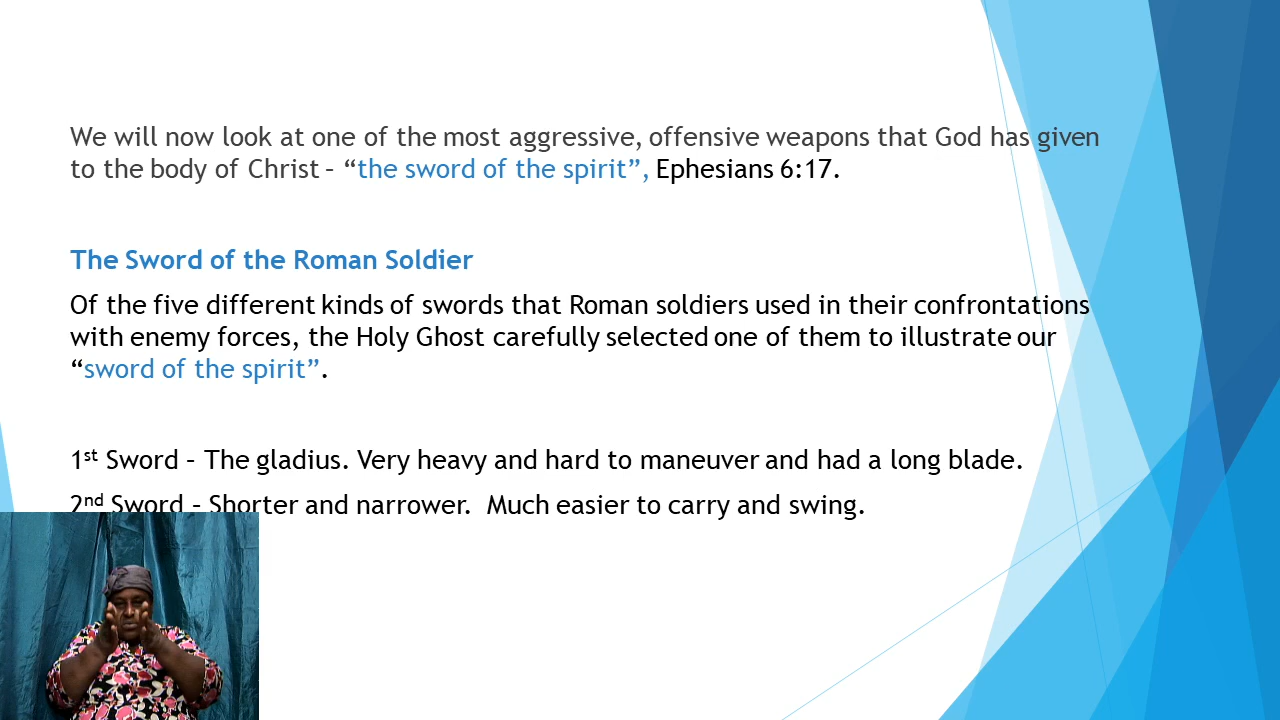 We will now look at one of the most aggressive, offensive weapons that God has given
to the body of Christ – “the sword of the spirit”, Ephesians 6:17.
The Sword of the Roman Soldier
Of the five different kinds of swords that Roman soldiers used in their confrontations
with enemy forces, the Holy Ghost carefully selected one of them to illustrate our
“sword of the spirit”.
1st Sword – The gladius. Very heavy and hard to maneuver and had a long blade.
2nd Sword – Shorter and narrower.  Much easier to carry and swing.